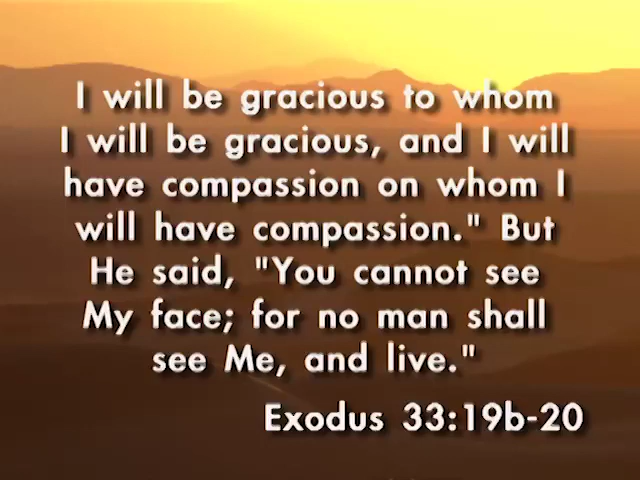 I will be gracious to whom
I will be gracious, and I will
have compassion on whom I
will have compassion." But
He said, "You cannot see
My face; for no man shall
see Me, and live."
Exodus 33:19b-20